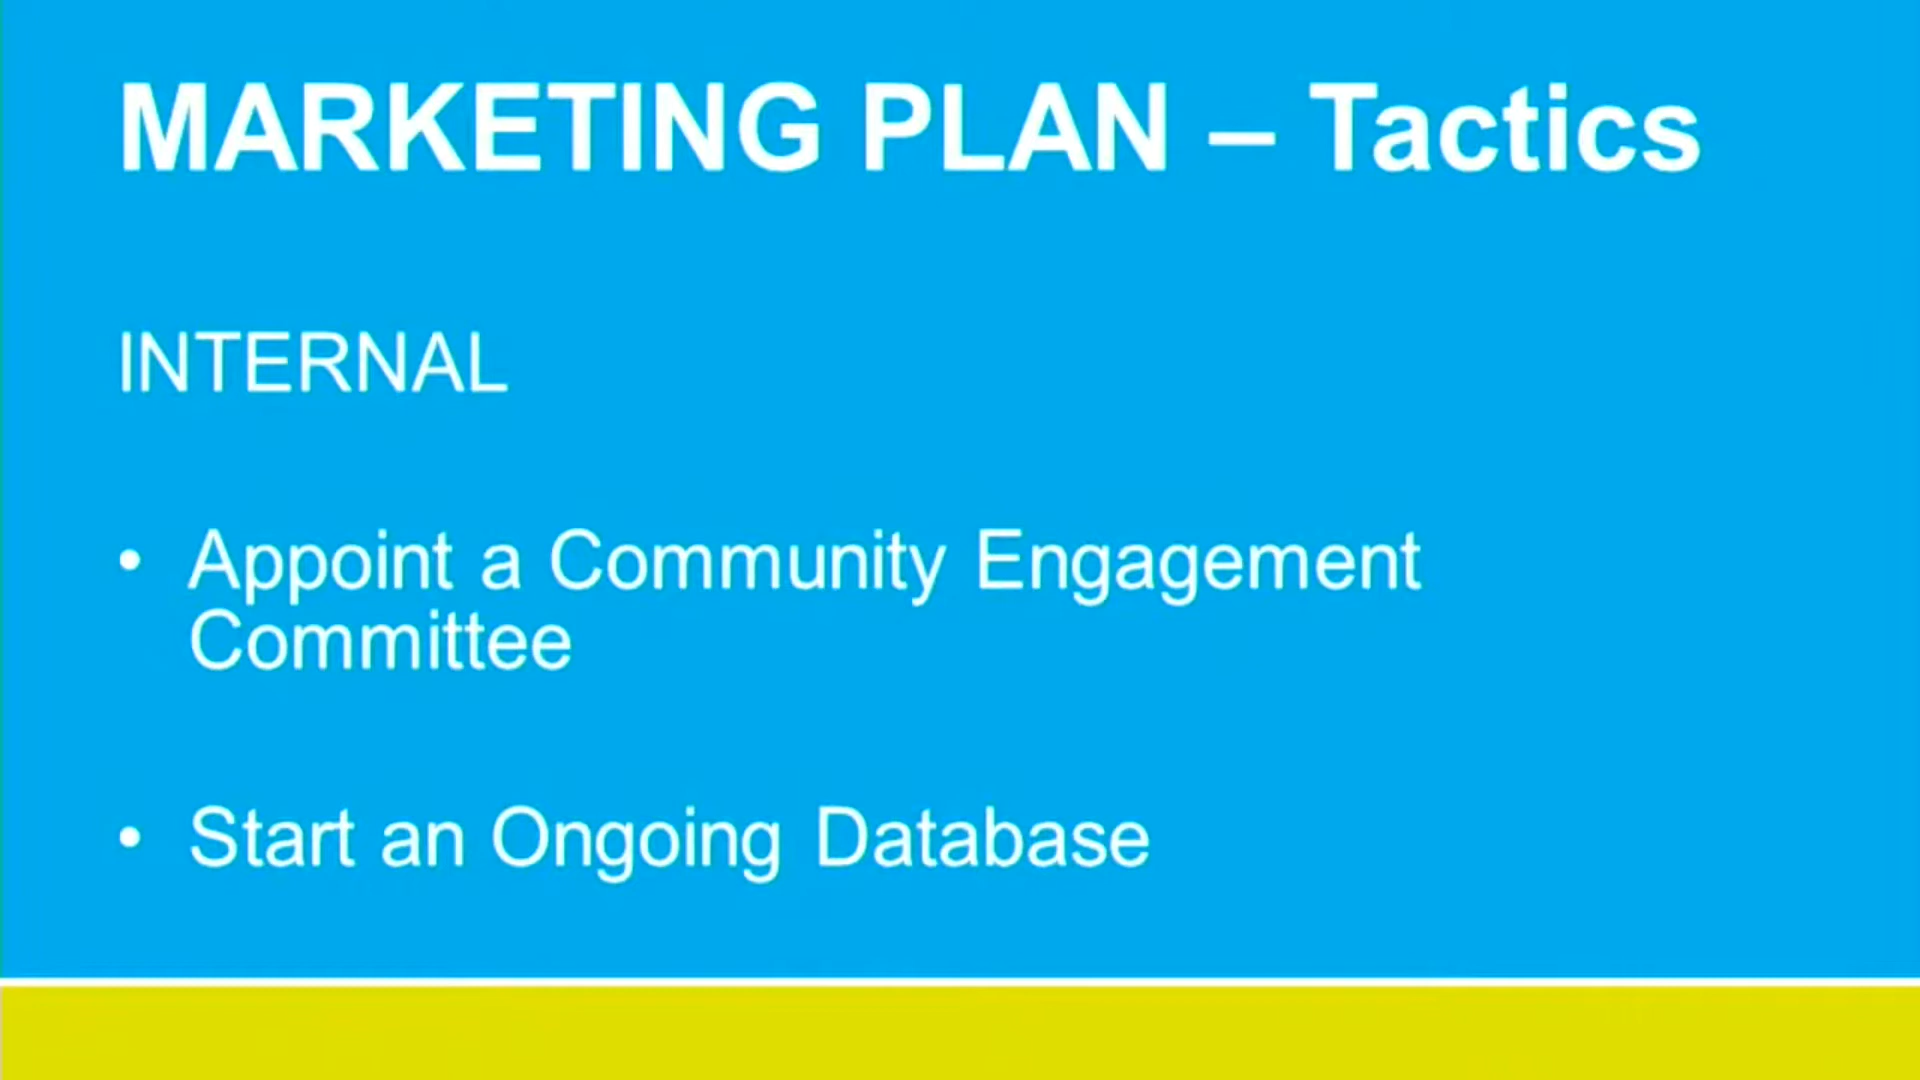 MARKETING PLAN – Tactics
INTERNAL
• Appoint a Community Engagement
Committee
• Start an Ongoing Database